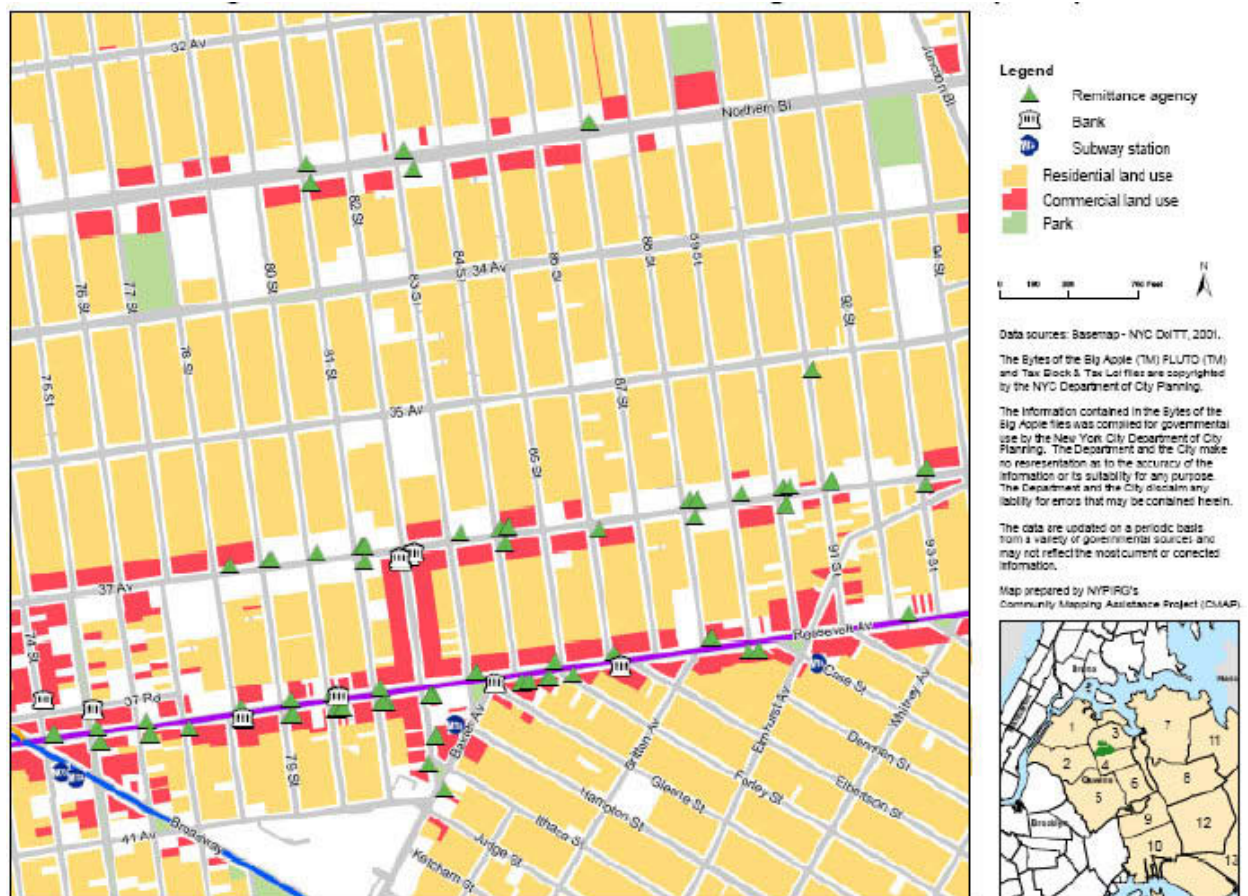 32 Av
Junction Bl
Northern Bl
82 St
80 St
83 St
84 St
34 Av
86 St
88 St
89 St
94 St
76 St
77 St
78 St
81 St
92 St
75 St
87 St
35 Av
85 St
91 St
93 St
37 Av
74 St
Roosevelt Av
37 Rd
Case St
Baxter Av
Whitney Av
79 St
Elmhurst Av
Britton Av
Denman St
Gleane St
Forley St
Elbertson St
Hampton St
41 Av
Broadway
Ithaca St
Judge St
Ketcham St
Legend
Remittance agency
Bank
Subway station
Residential land use
Commercial land use
Park
N
0
760 Feet
Data sources: Basemap - NYC DoITT, 2001.
The Bytes of the Big Apple (TM) PLUTO (TM)
and Tax Block & Tax Lot files are copyrighted
by the NYC Department of City Planning.
The information contained in the Bytes of the
Big Apple files was compiled for governmental
use by the New York City Department of City
Planning. The Department and the City make
no representation as to the accuracy of the
information or its suitability for any purpose.
The Department and the City disclaim any
liability for errors that may be contained herein.
The data are updated on a periodic basis
from a variety of governmental sources and
may not reflect the most current or corrected
information.
Map prepared by NYPIRG's
Community Mapping Assistance Project (CMAP)
Bronx
1
3
7
11
2
4
Queens
6
8
5
9
12
Brooklyn
10
13